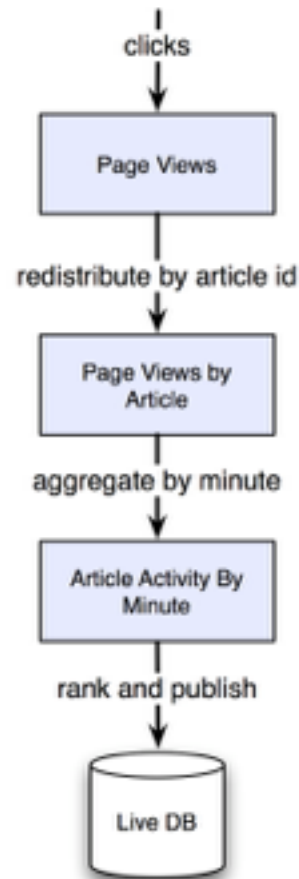 clicks
Page Views
redistribute by article id
Page Views by
Article
aggregate by minute
Article Activity By
Minute
rank and publish
Live DB